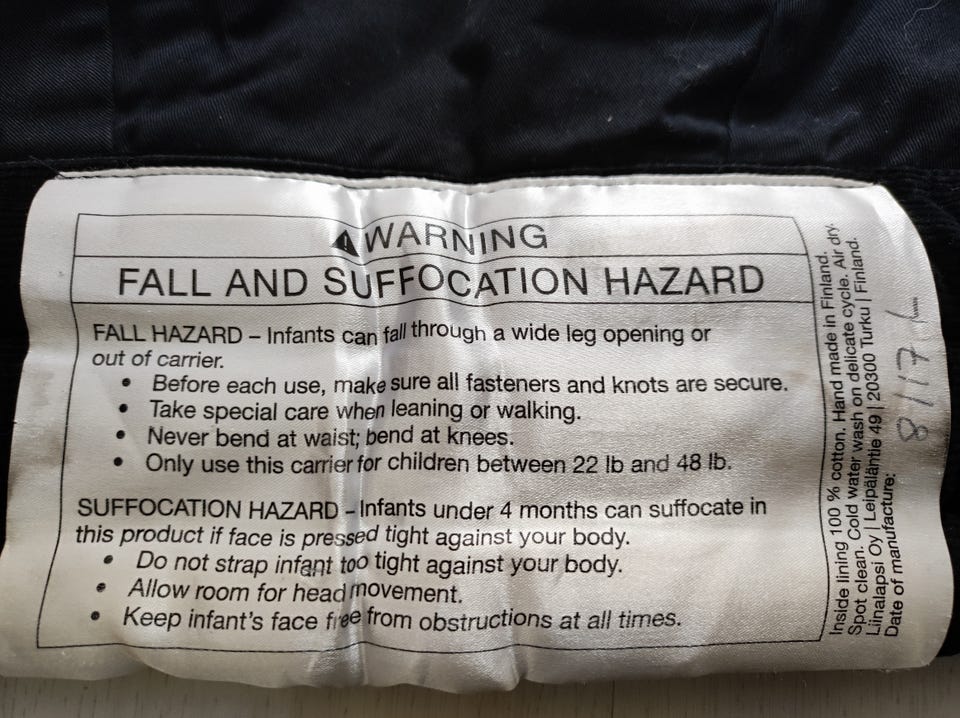 ⚠WARNING
FALL AND SUFFOCATION HAZARD
FALL HAZARD – Infants can fall through a wide leg opening or
out of carrier.
• Before each use, make sure all fasteners and knots are secure.
• Take special care when leaning or walking.
• Never bend at waist; bend at knees.
• Only use this carrier for children between 22 lb and 48 lb.
SUFFOCATION HAZARD – Infants under 4 months can suffocate in
this product if face is pressed tight against your body.
• Do not strap infant too tight against your body.
• Allow room for head movement.
• Keep infant's face free from obstructions at all times.
Inside lining 100 % cotton. Hand made in Finland.
Spot clean. Cold water wash on delicate cycle. Air dry.
Liinalapsi Oy | Leipäläntie 49 | 20300 Turku | Finland.
Date of manufacture:
8/17 L